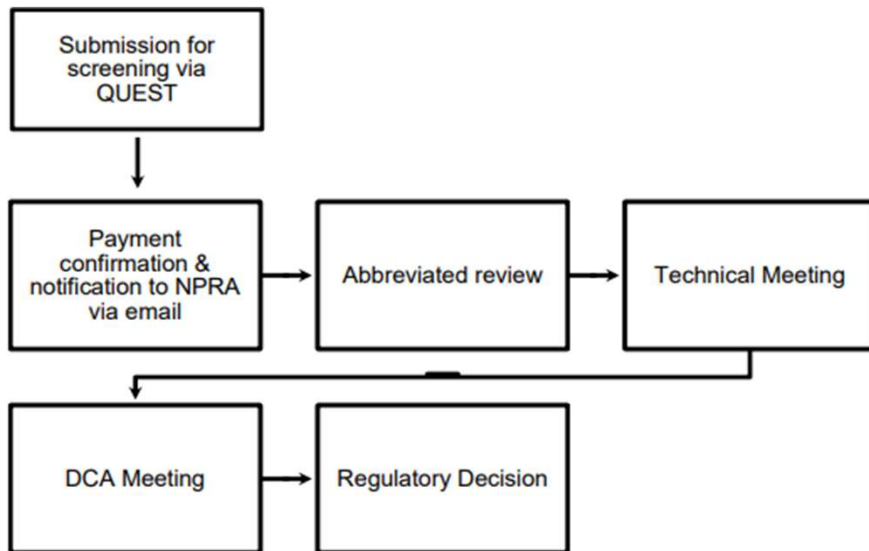 Submission for
screening via
QUEST
Payment
confirmation &
notification to NPRA
via email
Abbreviated review
Technical Meeting
DCA Meeting
Regulatory Decision